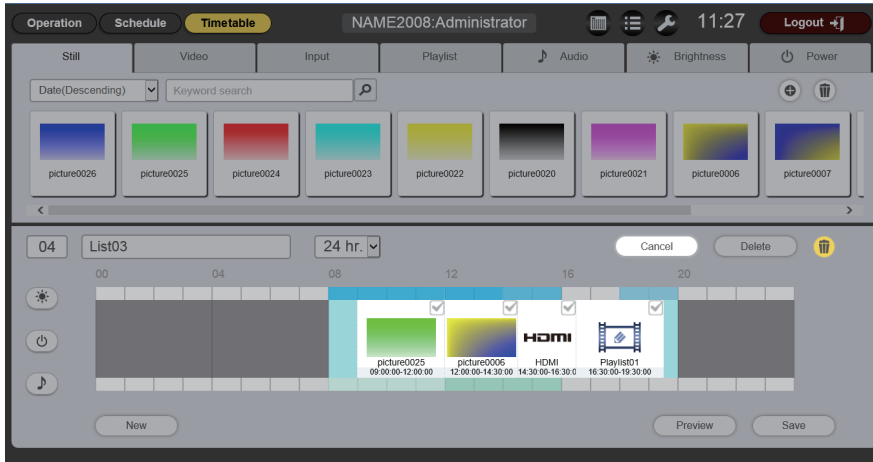 Operation Schedule Timetable NAME2008:Administrator 11:27 Logout
Still Video Input Playlist Audio Brightness Power
Date(Descending) Keyword search
picture0026 picture0025 picture0024 picture0023 picture0022 picture0020 picture0021 picture0006 picture0007
04 List03 24 hr. Cancel Delete
00 04 08 12 16 20
HDMI
picture0025 picture0006 HDMI Playlist01
09:00:00-12:00:00 12:00:00-14:30:00 14:30:00-16:30:0 16:30:00-19:30:00
New Preview Save